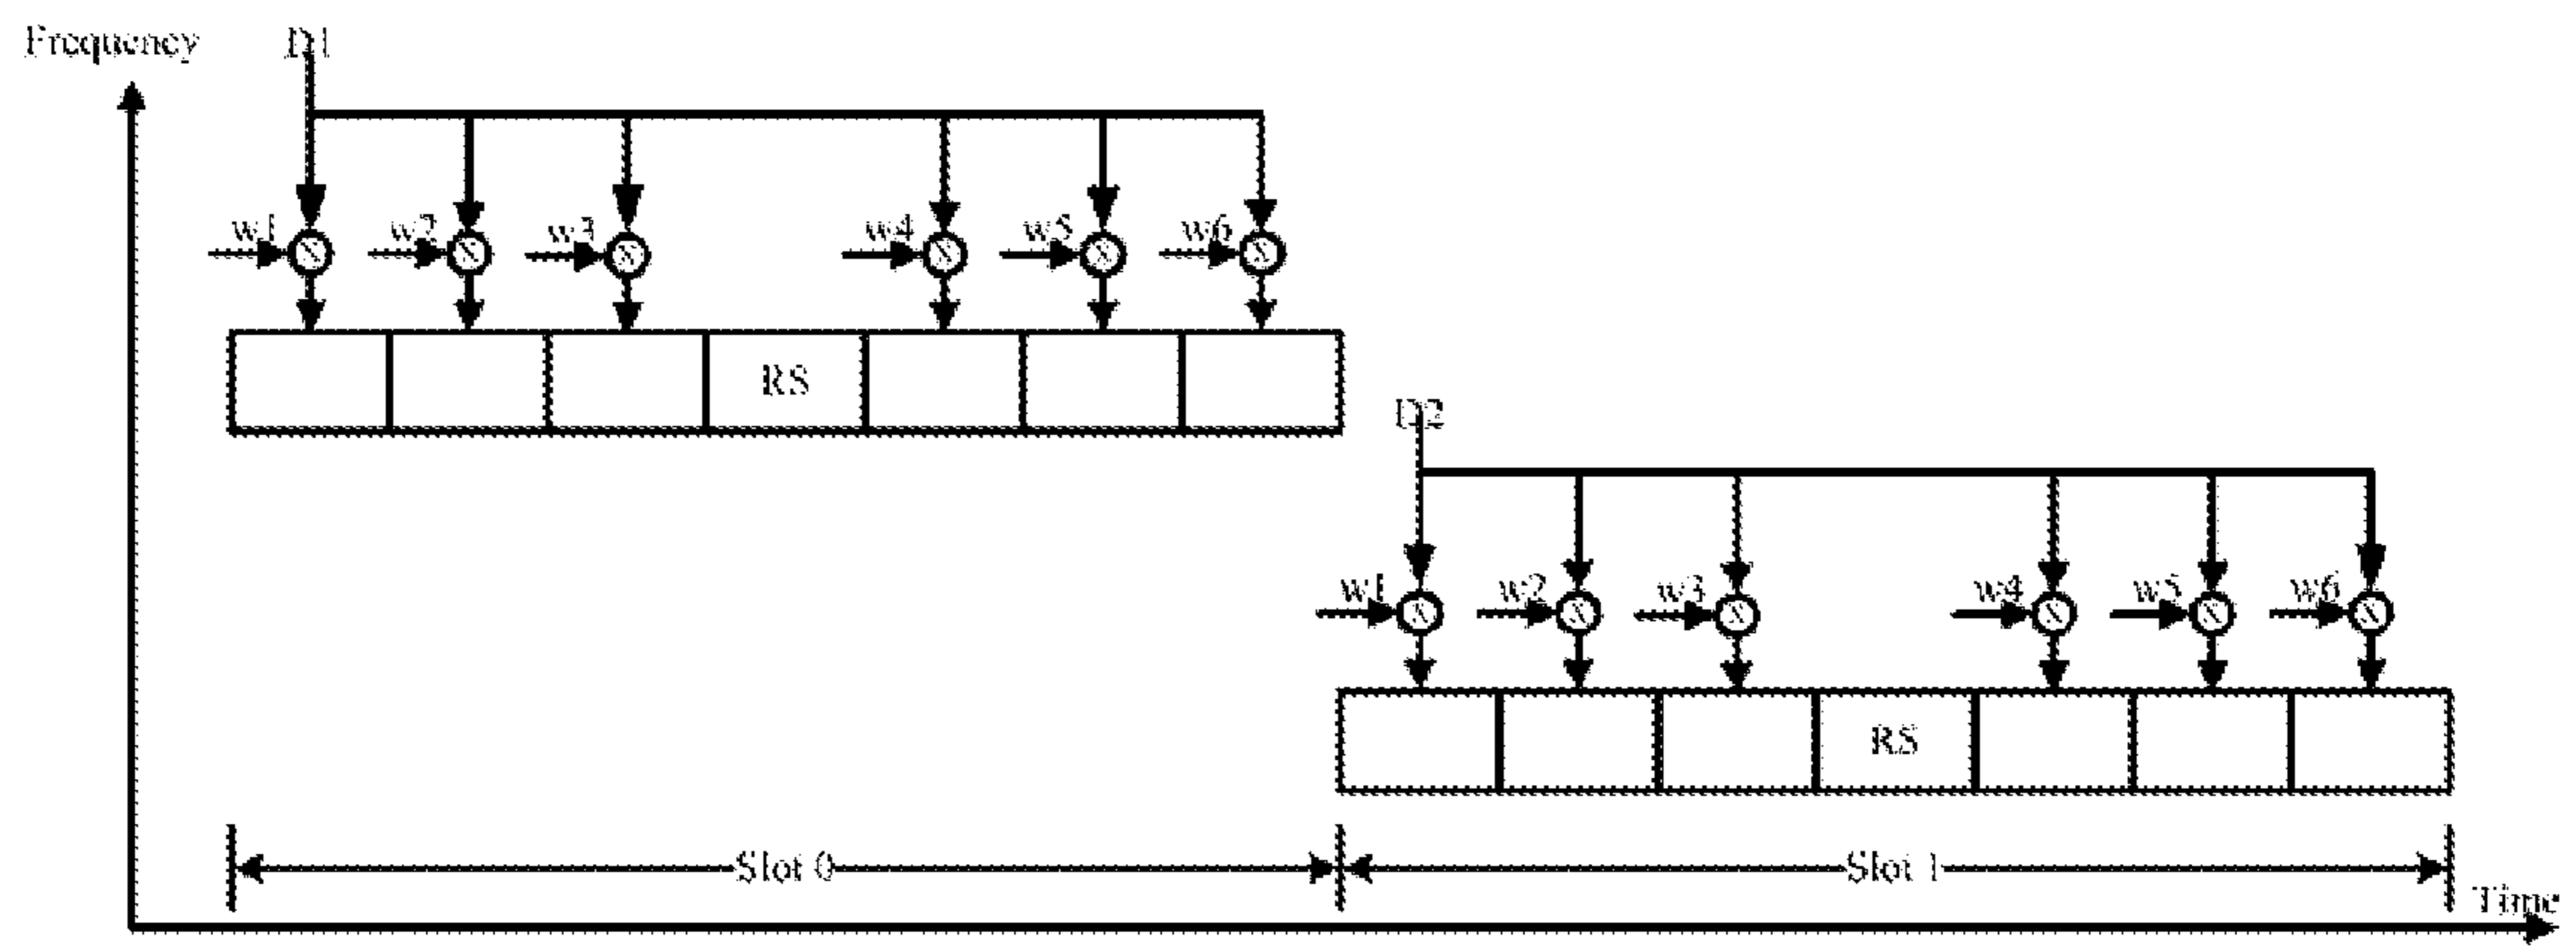 Frequency D1
w1 w2 w3 w4 w5 w6
X X X X X X
RS
D2
w1 w2 w3 w4 w5 w6
X X X X X X
RS
Slot 0 Slot 1
Time